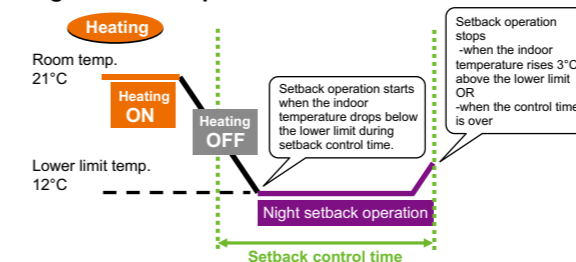 Heating
Room temp.
21°C
Heating
ON
Heating
OFF
Setback operation starts
when the indoor
temperature drops below
the lower limit during
setback control time.
Setback operation
stops
-when the indoor
temperature rises 3°C
above the lower limit
OR
-when the control time
is over
Lower limit temp.
12°C
Night setback operation
Setback control time